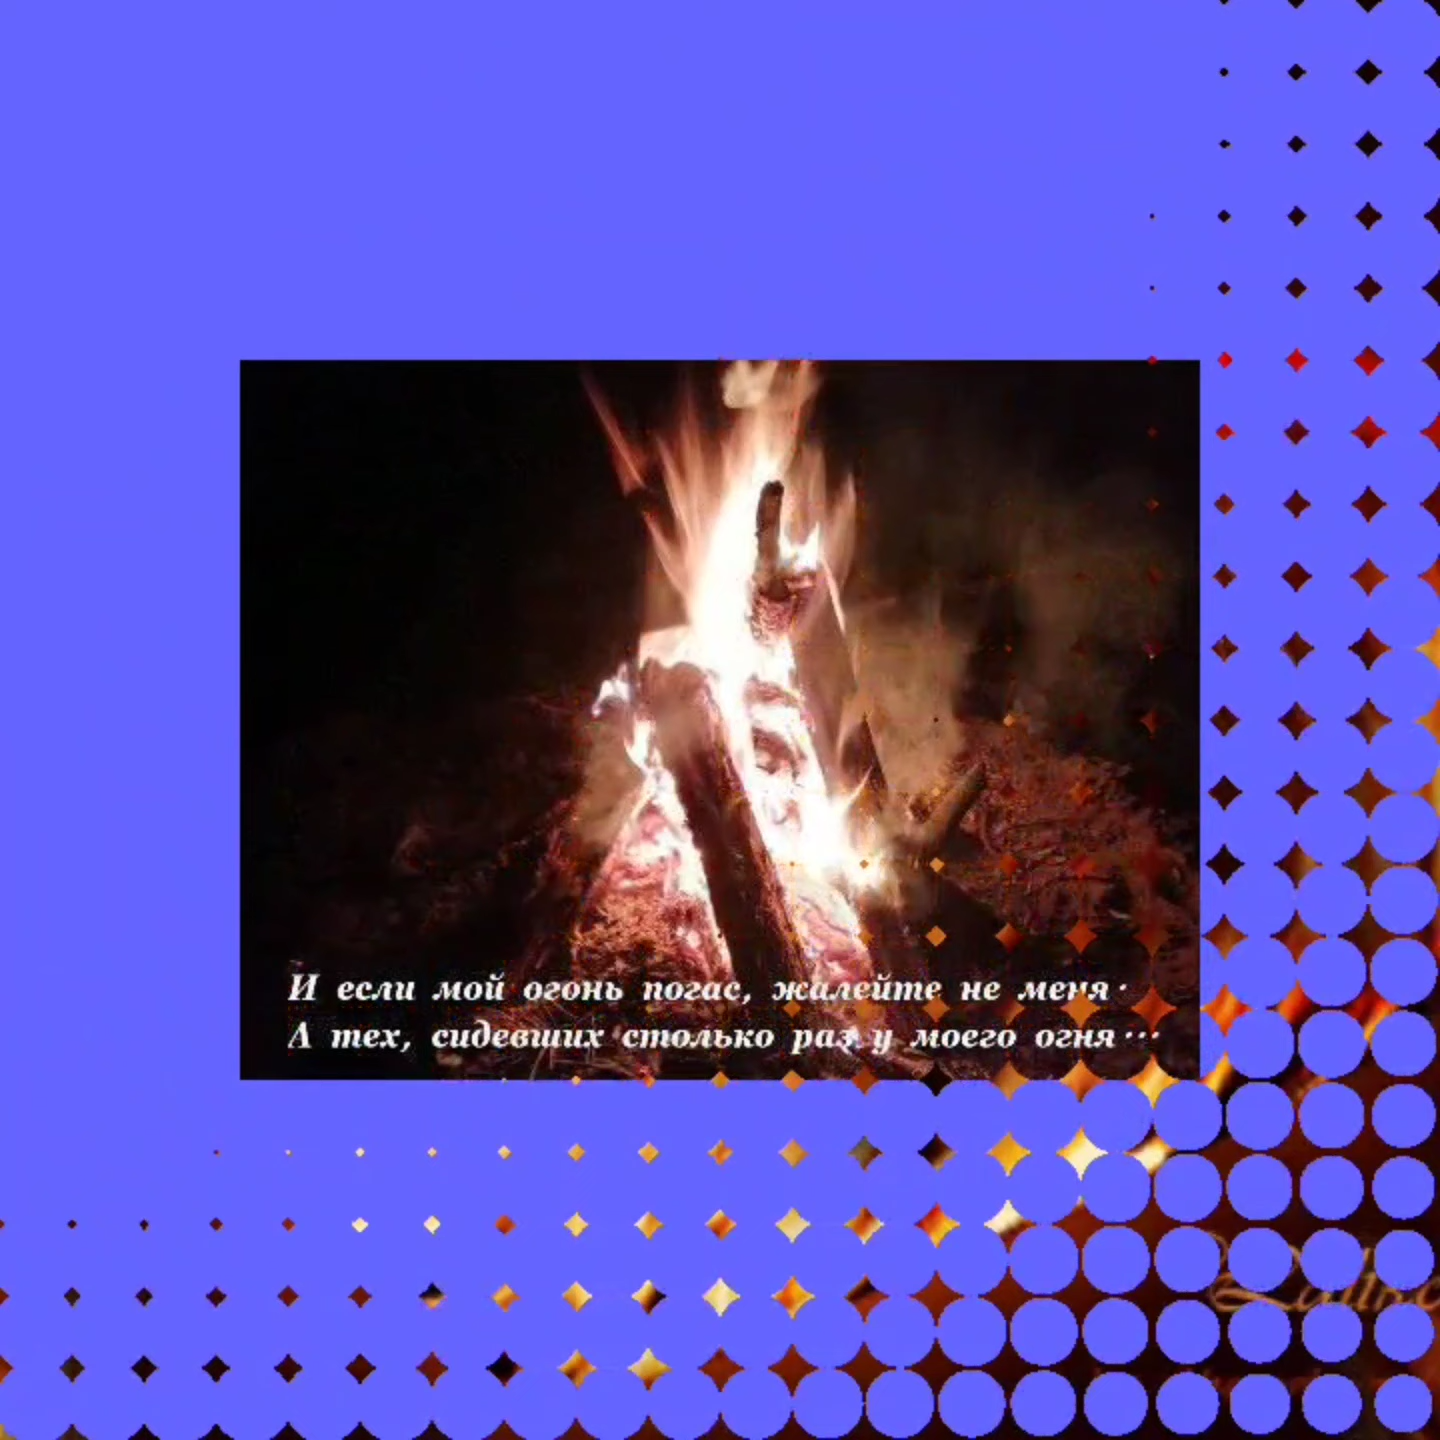 И если мой огонь погас, жалейте не меня·
А тех, сидевших столько раз у моего огня···